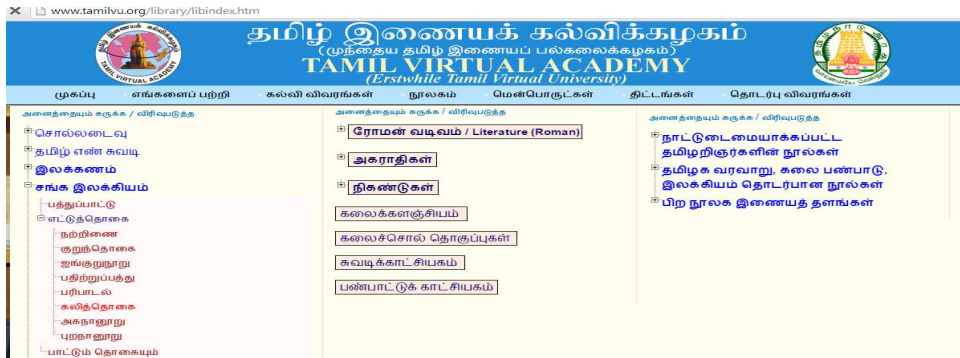 www.tamilvu.org/library/libindex.htm
தமிழ் இணையக் கல்விக்கழகம்
(முந்தைய தமிழ் இணையப் பல்கலைக்கழகம்)
TAMIL VIRTUAL ACADEMY
(Erstwhile Tamil Virtual University)
முகப்பு எங்களைப் பற்றி கல்வி விவரங்கள் நூலகம் மென்பொருட்கள் திட்டங்கள் தொடர்பு விவரங்கள்
அனைத்தையும் சுருக்க / விரிவுபடுத்த
சொல்லடைவு
தமிழ் எண் சுவடி
இலக்கணம்
சங்க இலக்கியம்
பத்துப்பாட்டு
எட்டுத்தொகை
நற்றிணை
குறுந்தொகை
ஐங்குறுநூறு
பதிற்றுப்பத்து
பரிபாடல்
கலித்தொகை
அகநானூறு
புறநானூறு
பாட்டும் தொகையும்
அனைத்தையும் சுருக்க / விரிவுபடுத்த
ரோமன் வடிவம் / Literature (Roman)
அகராதிகள்
நிகண்டுகள்
கலைக்களஞ்சியம்
கலைச்சொல் தொகுப்புகள்
சுவடிக்காட்சியகம்
பண்பாட்டுக் காட்சியகம்
அனைத்தையும் சுருக்க / விரிவுபடுத்த
நாட்டுடைமையாக்கப்பட்ட
தமிழறிஞர்களின் நூல்கள்
தமிழக வரவாறு, கலை பண்பாடு,
இலக்கியம் தொடர்பான நூல்கள்
பிற நூலக இணையத் தளங்கள்